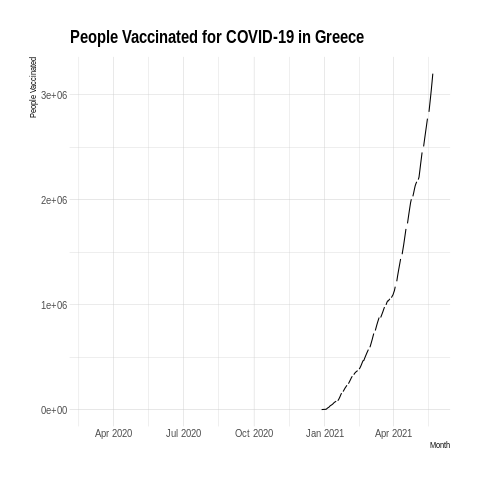 People Vaccinated for COVID-19 in Greece
People Vaccinated
3e+06
2e+06
1e+06
0e+00
Apr 2020 Jul 2020 Oct 2020 Jan 2021 Apr 2021
Month